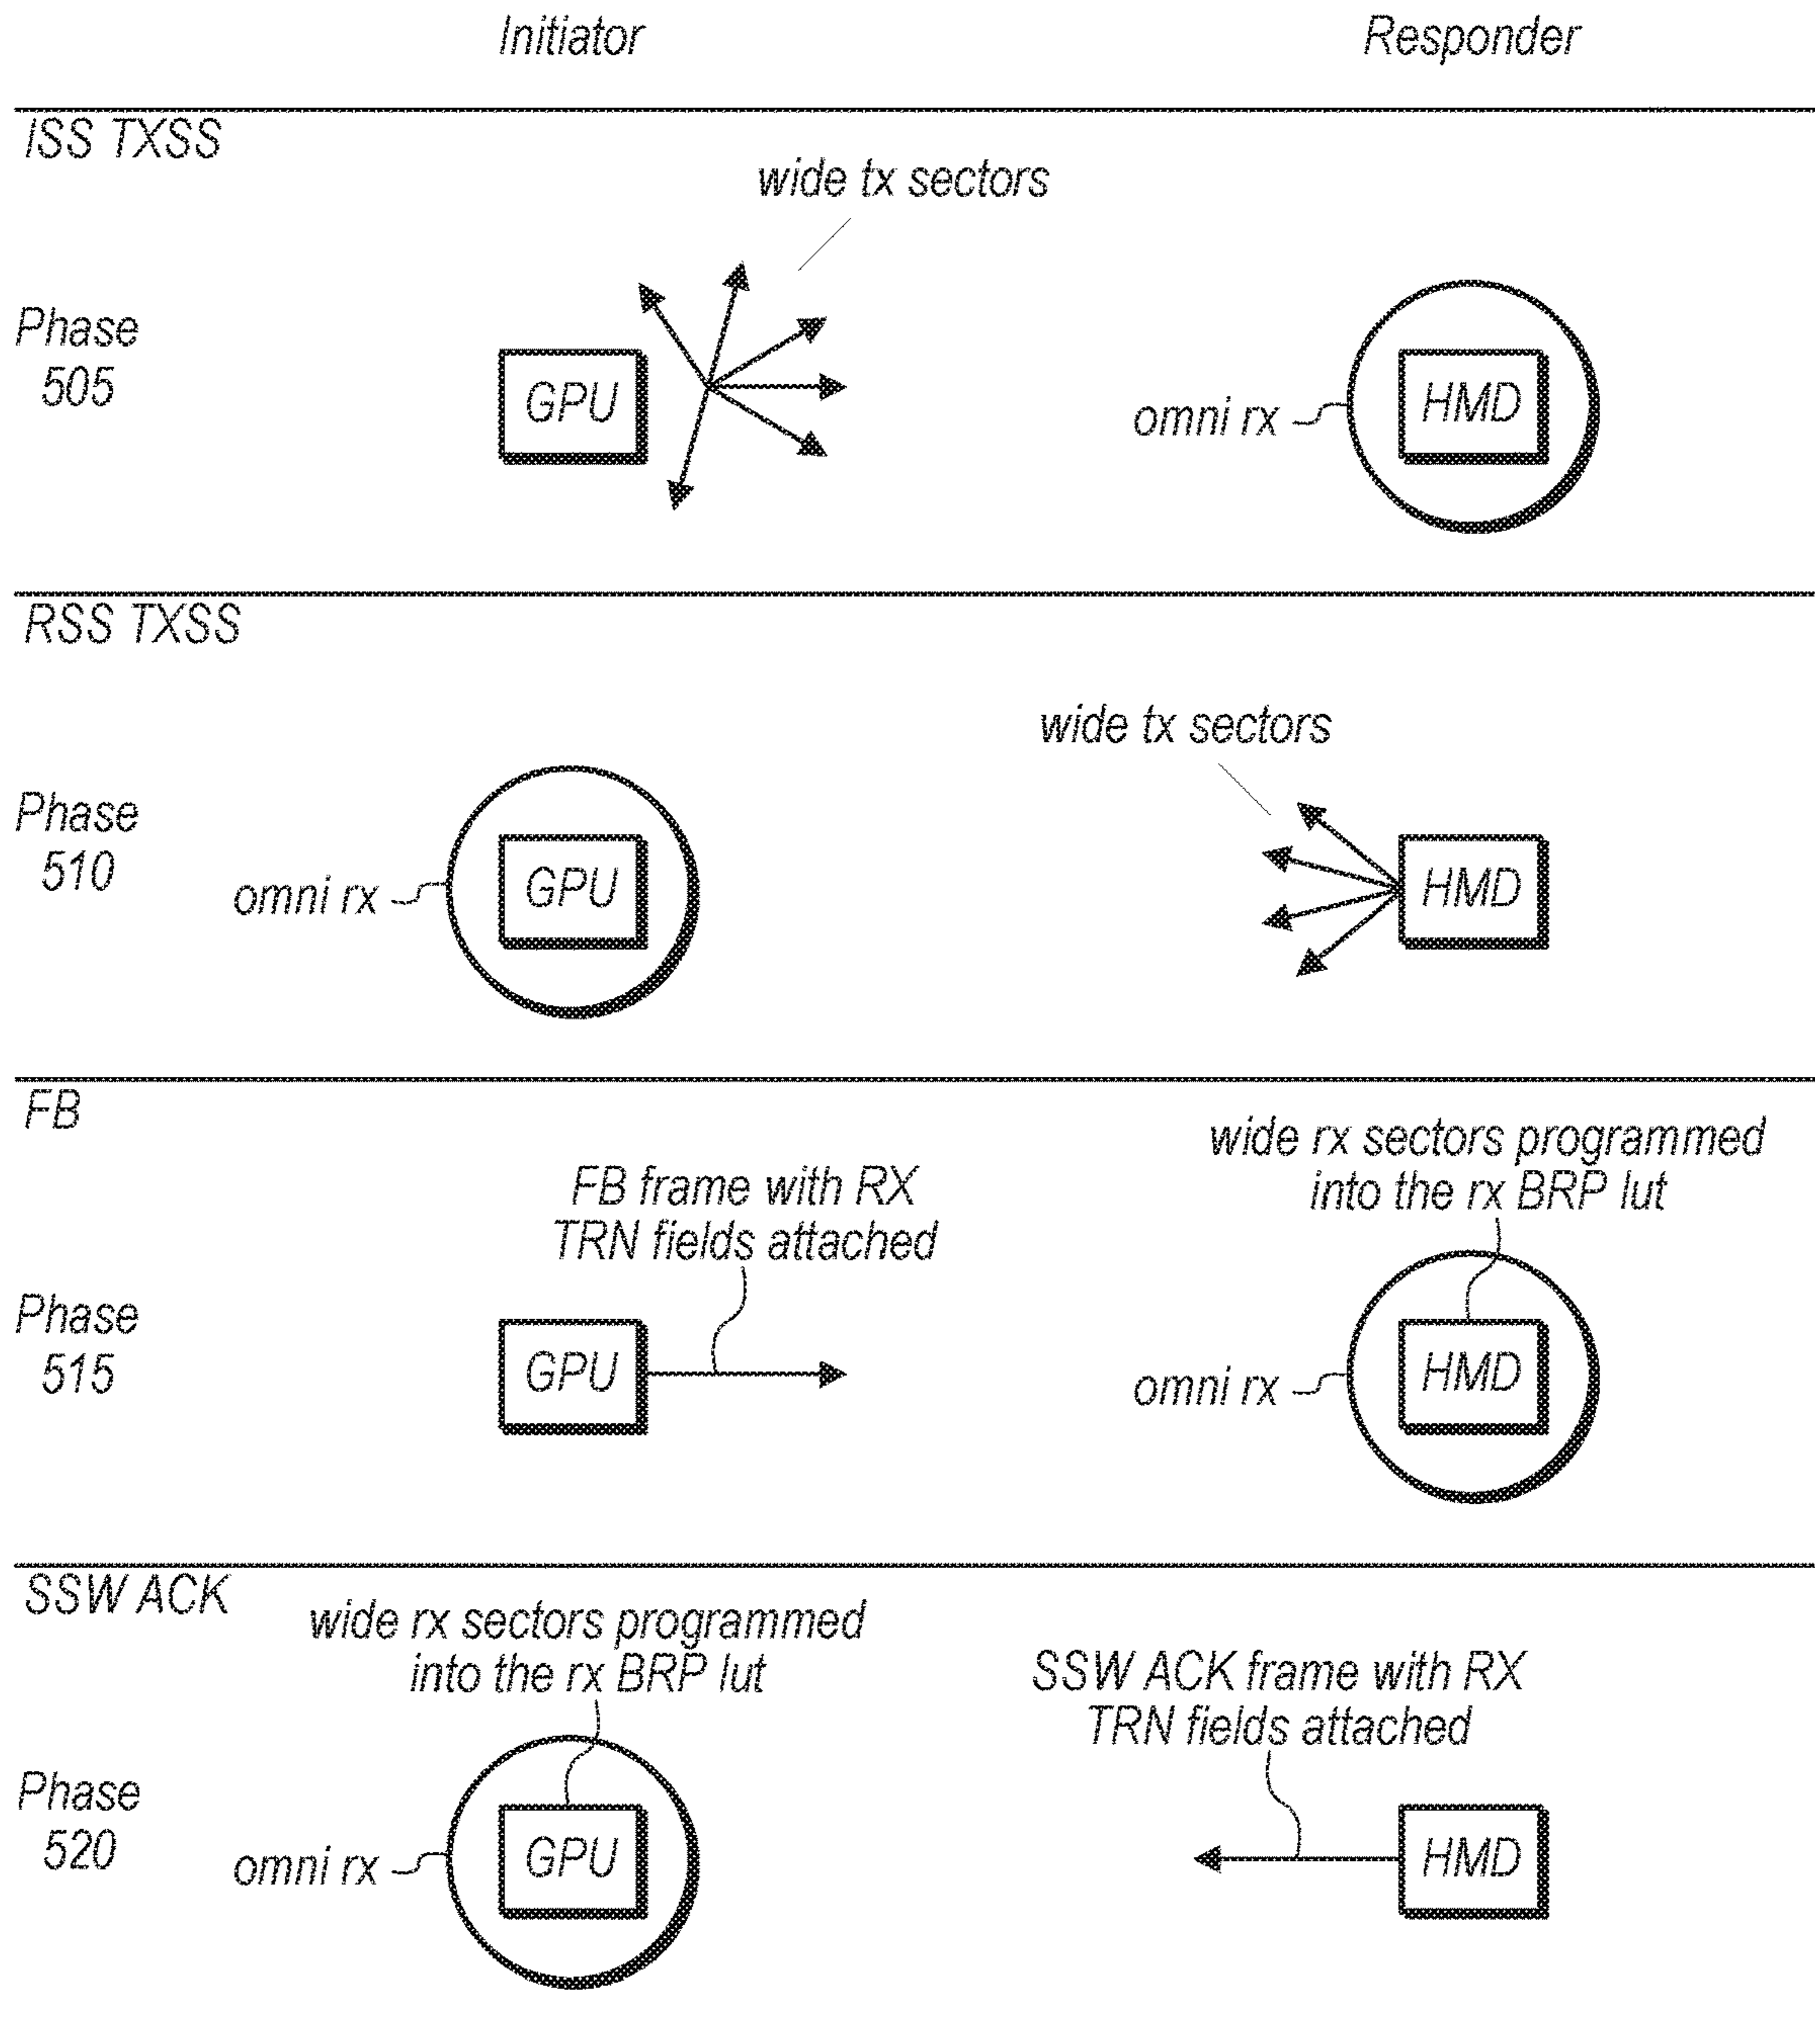 Initiator
Responder
ISS TXSS
wide tx sectors
Phase
505
GPU
omni rx
HMD
RSS TXSS
wide tx sectors
Phase
510
omni rx
GPU
HMD
FB
FB frame with RX
TRN fields attached
wide rx sectors programmed
into the rx BRP lut
Phase
515
GPU
omni rx
HMD
SSW ACK
wide rx sectors programmed
into the rx BRP lut
SSW ACK frame with RX
TRN fields attached
Phase
520
omni rx
GPU
HMD